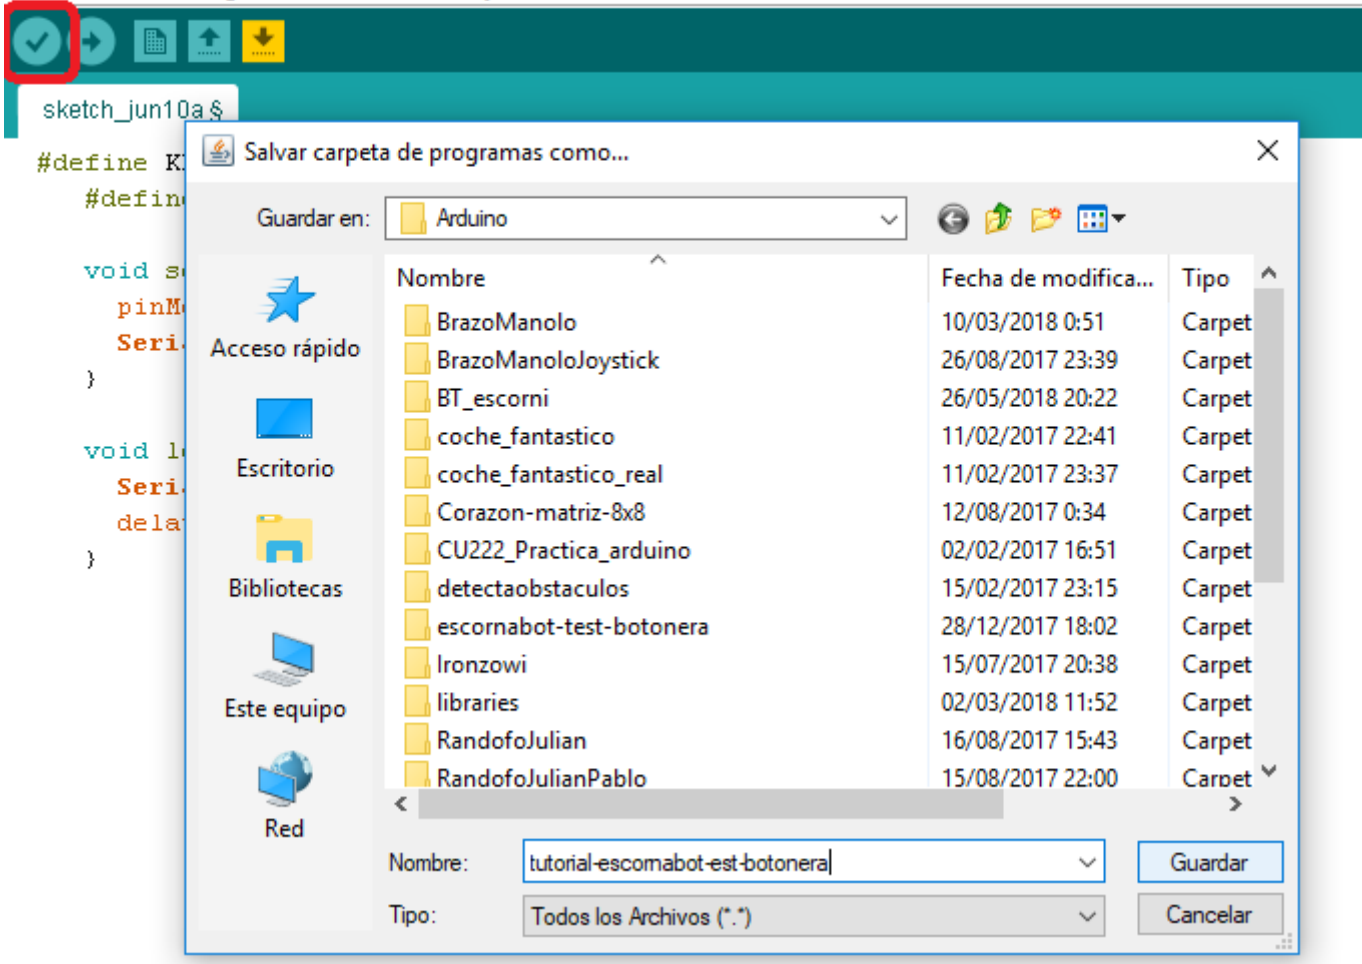 sketch_jun10a §
Salvar carpeta de programas como...
#define K
#defin
Guardar en: Arduino
void s
pinM
Seri
}
void l
Seri
dela
}
Acceso rápido
Escritorio
Bibliotecas
Este equipo
Red
Nombre Fecha de modifica... Tipo
BrazoManolo 10/03/2018 0:51 Carpet
BrazoManoloJoystick 26/08/2017 23:39 Carpet
BT_escorni 26/05/2018 20:22 Carpet
coche_fantastico 11/02/2017 22:41 Carpet
coche_fantastico_real 11/02/2017 23:37 Carpet
Corazon-matriz-8x8 12/08/2017 0:34 Carpet
CU222_Practica_arduino 02/02/2017 16:51 Carpet
detectaobstaculos 15/02/2017 23:15 Carpet
escornabot-test-botonera 28/12/2017 18:02 Carpet
Ironzowi 15/07/2017 20:38 Carpet
libraries 02/03/2018 11:52 Carpet
RandofoJulian 16/08/2017 15:43 Carpet
RandofoJulianPablo 15/08/2017 22:00 Carpet
Nombre: tutorial-escornabot-est-botonera Guardar
Tipo: Todos los Archivos (*.*) Cancelar